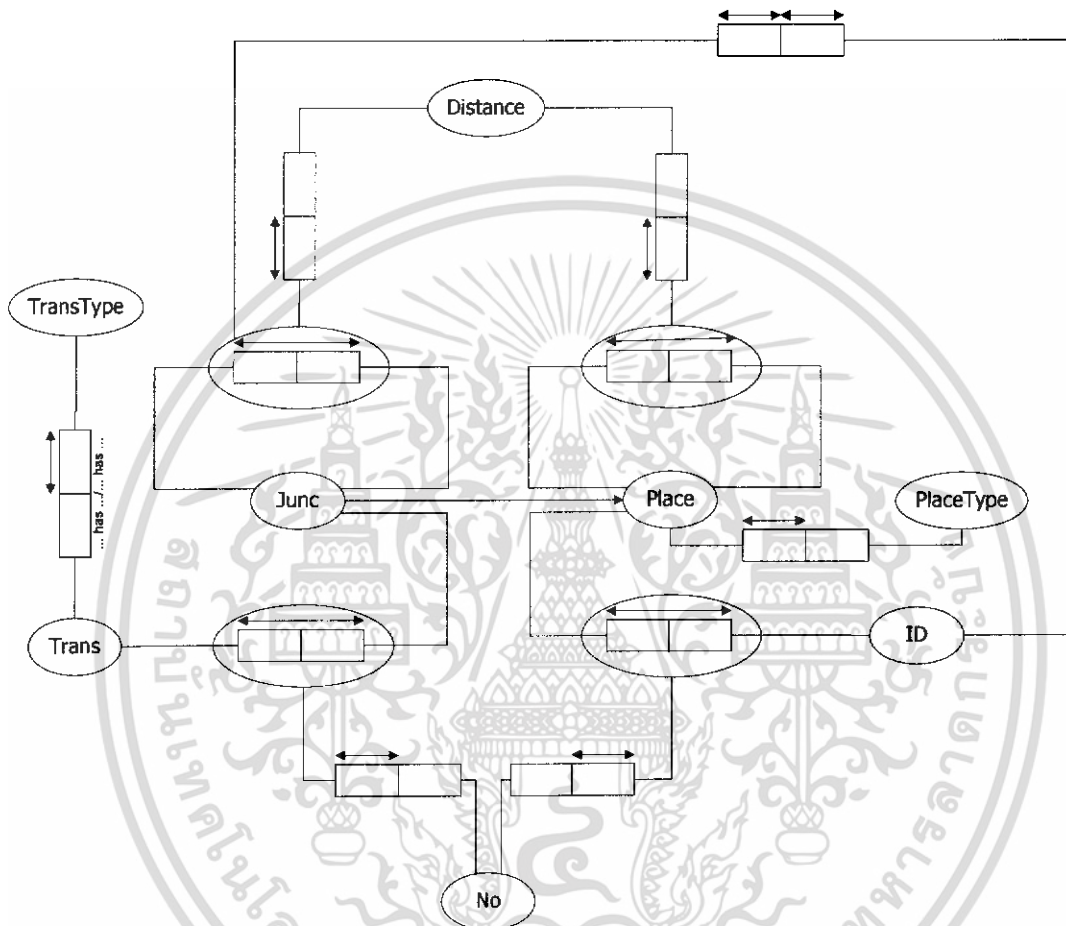 Distance
TransType
... has .../... has ...
Junc
Place
PlaceType
Trans
ID
No